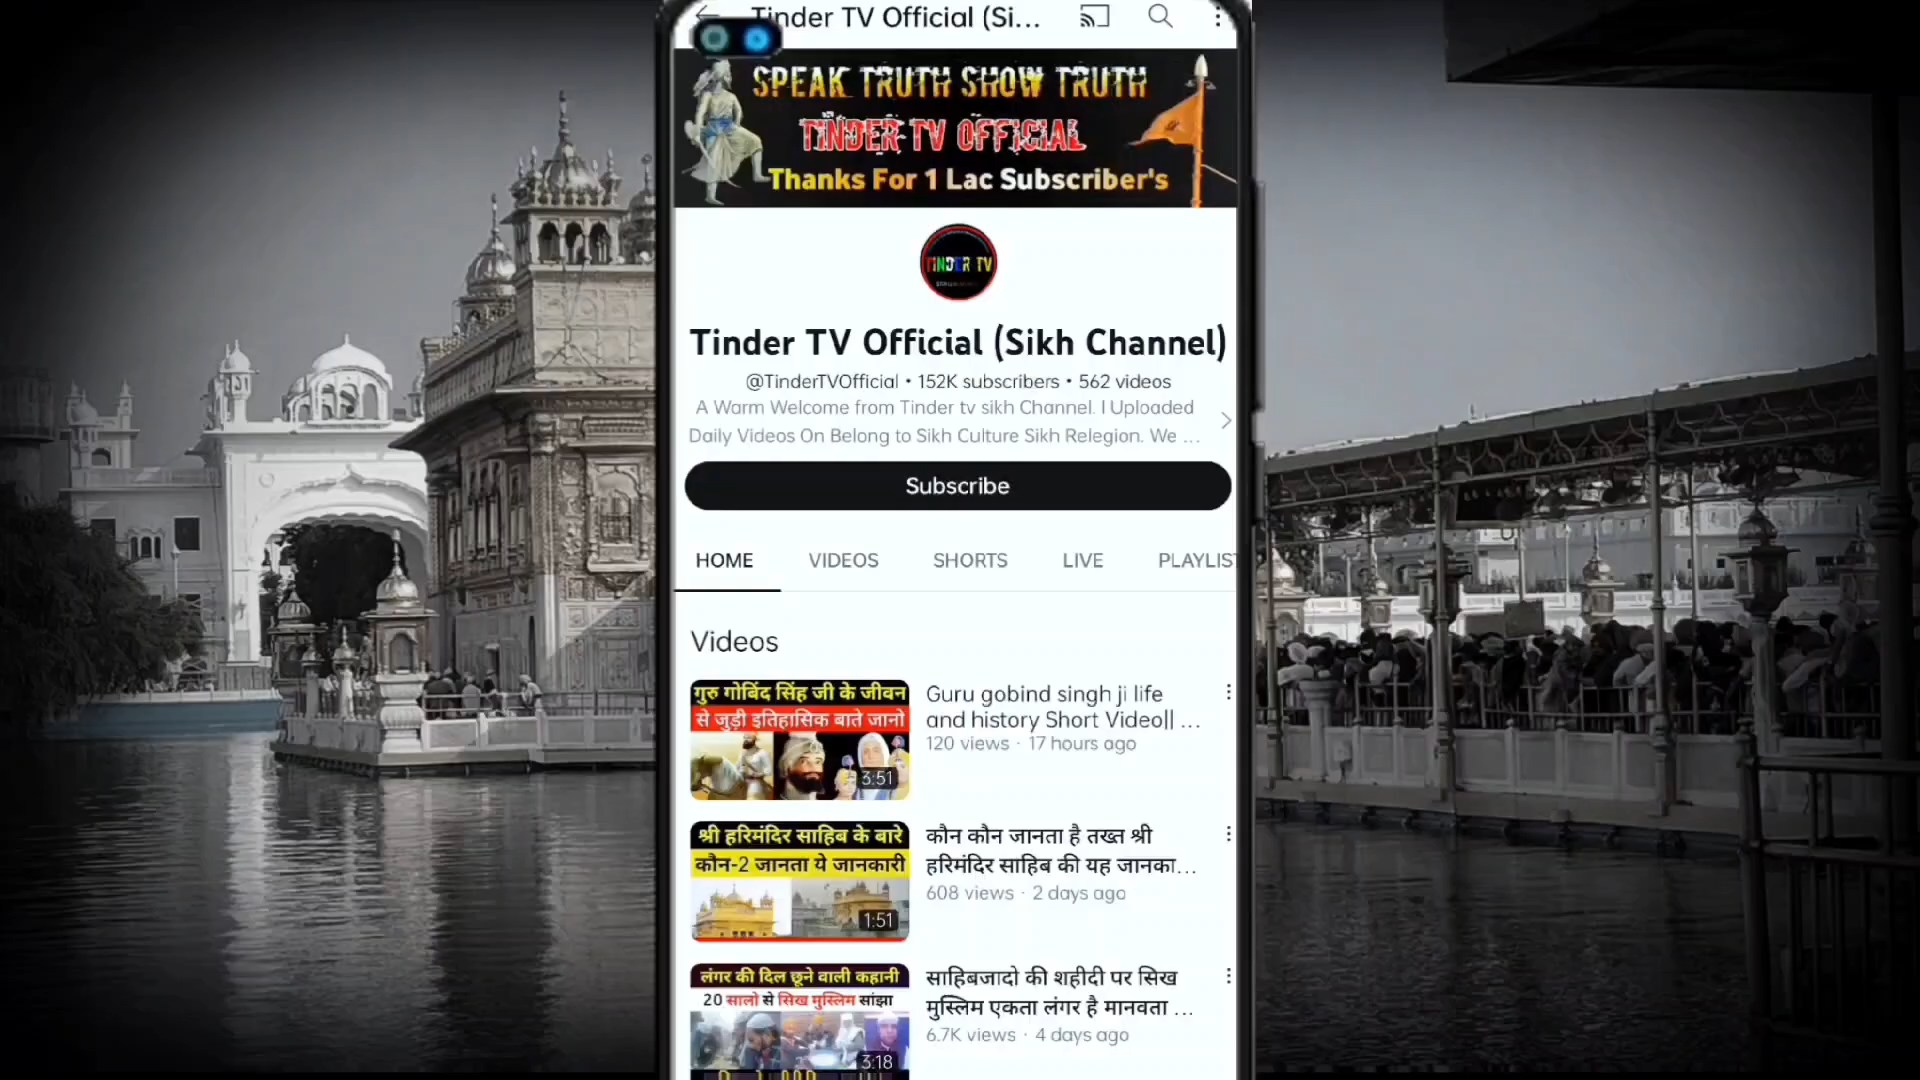 Tinder TV Official (Si...
SPEAK TRUTH SHOW TRUTH
TINDER TV OFFICIAL
Thanks For 1 Lac Subscriber's
TINDER TV
Tinder TV Official (Sikh Channel)
@TinderTVOfficial • 152K subscribers • 562 videos
A Warm Welcome from Tinder tv sikh Channel. I Uploaded
Daily Videos On Belong to Sikh Culture Sikh Relegion. We ...
Subscribe
HOME VIDEOS SHORTS LIVE PLAYLIST
Videos
गुरु गोबिंद सिंह जी के जीवन
से जुड़ी इतिहासिक बाते जानो
3:51
Guru gobind singh ji life
and history Short Video|| ...
120 views · 17 hours ago
श्री हरिमंदिर साहिब के बारे
कौन-2 जानता ये जानकारी
1:51
कौन कौन जानता है तख्त श्री
हरिमंदिर साहिब की यह जानका...
608 views · 2 days ago
लंगर की दिल छूने वाली कहानी
20 सालो से सिख मुस्लिम सांझा
3:18
साहिबजादो की शहीदी पर सिख
मुस्लिम एकता लंगर है मानवता ...
6.7K views · 4 days ago